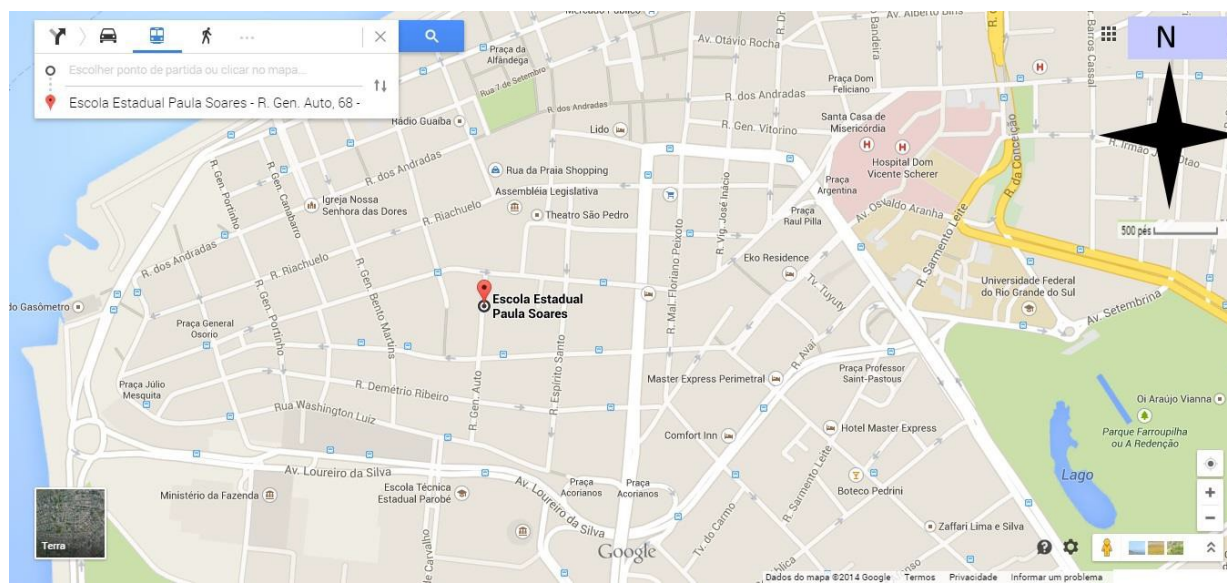 Escolher ponto de partida ou clicar no mapa...
Escola Estadual Paula Soares - R. Gen. Auto, 68 -
Mercado Público
Av. Alberto Bins
R. Barros Cassal
N
Praça da
Alfândega
Av. Otávio Rocha
Bandeira
Rua 7 de Setembro
R. dos Andradas
Praça Dom
Feliciano
R. dos Andradas
Rádio Guaíba
Lido
R. Gen. Vitorino
Santa Casa de
Misericórdia
R. da Conceição
Hospital Dom
Vicente Scherer
R. dos Andradas
Rua da Praia Shopping
Assembléia Legislativa
Praça
Argentina
R. Gen. Portinho
R. Gen. Canabarro
Igreja Nossa
Senhora das Dores
R. Riachuelo
Theatro São Pedro
R. Vig. José Inácio
Praça
Raul Pilla
Av. Osvaldo Aranha
500 pés
R. Sarmento Leite
R. dos Andradas
R. Riachuelo
R. Gen. Bento Martins
R. Mal. Floriano Peixoto
Eko Residence
Tv. Tuyuty
Universidade Federal
do Rio Grande do Sul
do Gasômetro
Escola Estadual
Paula Soares
Av. Setembrina
R. Gen. Portinho
Praça General
Osorio
R. Espírito Santo
R. Avaí
Praça Professor
Saint-Pastous
Praça Júlio
Mesquita
R. Demétrio Ribeiro
R. Gen. Auto
Master Express Perimetral
Oi Araújo Vianna
Rua Washington Luiz
Parque Farroupilha
ou A Redenção
Comfort Inn
Hotel Master Express
Av. Loureiro da Silva
Lago
Escola Técnica
Estadual Parobé
Praça
Acorianos
Praça
Acorianos
R. Sarmento Leite
Boteco Pedrini
Ministério da Fazenda
Av. Loureiro da Silva
Tv. do Carmo
Zaffari Lima e Silva
Terra
de Carvalho
Google
Dados do mapa ©2014 Google Termos Privacidade Informar um problema